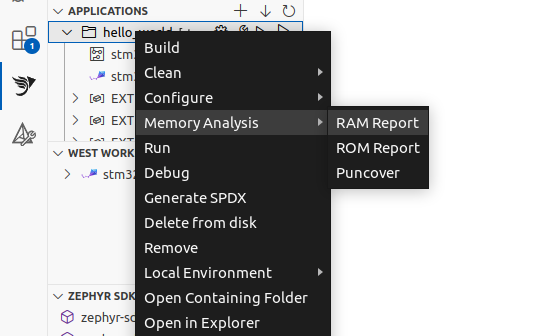 APPLICATIONS
hello_world
Build
stm3
Clean
stm
Configure
EXT
Memory Analysis
RAM Report
EXT
Run
ROM Report
EXT
WEST WORK
Debug
Puncover
stm32
Generate SPDX
Delete from disk
Remove
Local Environment
ZEPHYR SDK
Open Containing Folder
zephyr-sd
Open in Explorer
zephyr-s
1